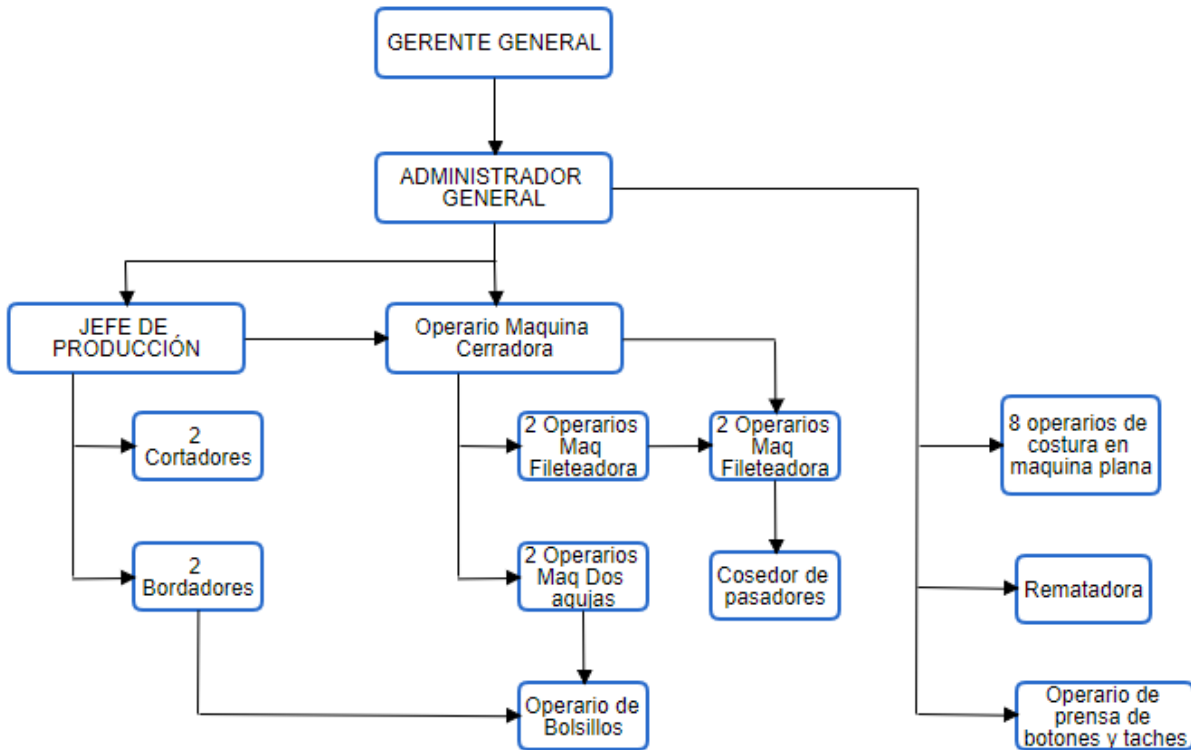 GERENTE GENERAL
ADMINISTRADOR
GENERAL
JEFE DE
PRODUCCIÓN
Operario Maquina
Cerradora
2
Cortadores
2 Operarios
Maq
Fileteadora
2 Operarios
Maq
Fileteadora
8 operarios de
costura en
maquina plana
2
Bordadores
2 Operarios
Maq Dos
agujas
Cosedor de
pasadores
Rematadora
Operario de
Bolsillos
Operario de
prensa de
botones y taches